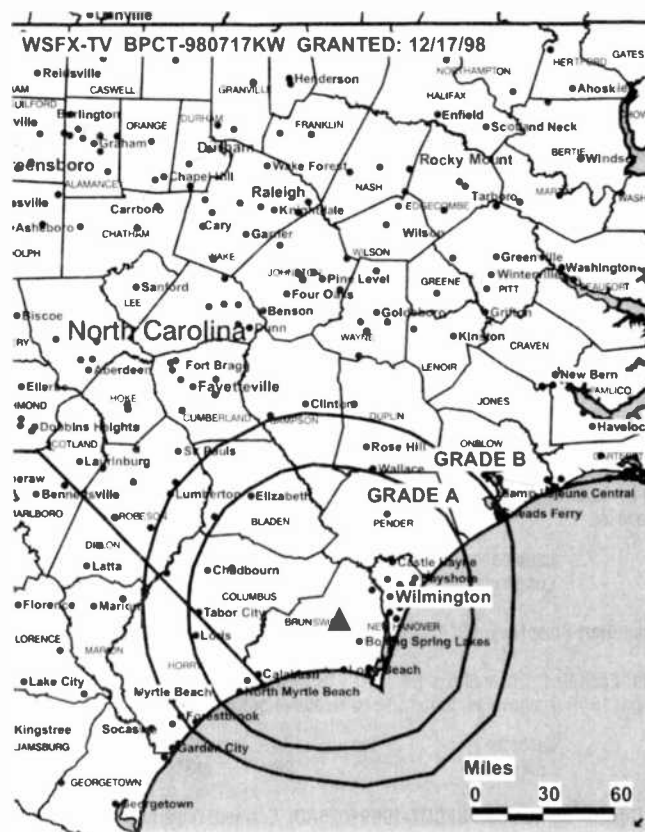 WSFX-TV BPCT-980717KW GRANTED: 12/17/98
Reidsville
CASWELL
GRANVILLE
Henderson
NORTHAMPTON
HERTFORD
GATES
HALIFAX
Ahoskie
Enfield
Scotland Neck
BERTIE
Windsor
Burlington
ORANGE
DURHAM
FRANKLIN
Graham
Durham
ALAMANCE
Chapel Hill
Wake Forest
Rocky Mount
NASH
Raleigh
Knightdale
EDGECOMBE
Tarboro
Carrboro
Cary
Garner
Wilson
CHATHAM
WAKE
WILSON
Greenville
Winterville
Washington
BEAUFORT
JOHNSTON
Pine Level
GREENE
PITT
Sanford
LEE
Four Oaks
Benson
Goldsboro
Grifton
Biscoe
North Carolina
Dunn
WAYNE
Kinston
CRAVEN
LENOIR
Aberdeen
Fort Bragg
Fayetteville
New Bern
PAMLICO
Ellerbe
HOKE
CUMBERLAND
SAMPSON
Clinton
DUPLIN
JONES
Havelock
Dobbins Heights
SCOTLAND
Laurinburg
St. Pauls
Rose Hill
Wallace
ONSLOW
GRADE B
Bennettsville
Lumberton
Elizabeth
GRADE A
Camp Lejeune Central
Sneads Ferry
ROBESON
BLADEN
PENDER
DILLON
Latta
Chadbourn
Castle Hayne
Bayshore
COLUMBUS
Wilmington
Florence
Marion
Tabor City
BRUNSWICK
NEW HANOVER
Loris
Boiling Spring Lakes
FLORENCE
MARION
HORRY
Lake City
Calabash
Long Beach
Myrtle Beach
North Myrtle Beach
Forestbrook
Kingstree
Socastee
Garden City
GEORGETOWN
Georgetown
Miles
0 30 60